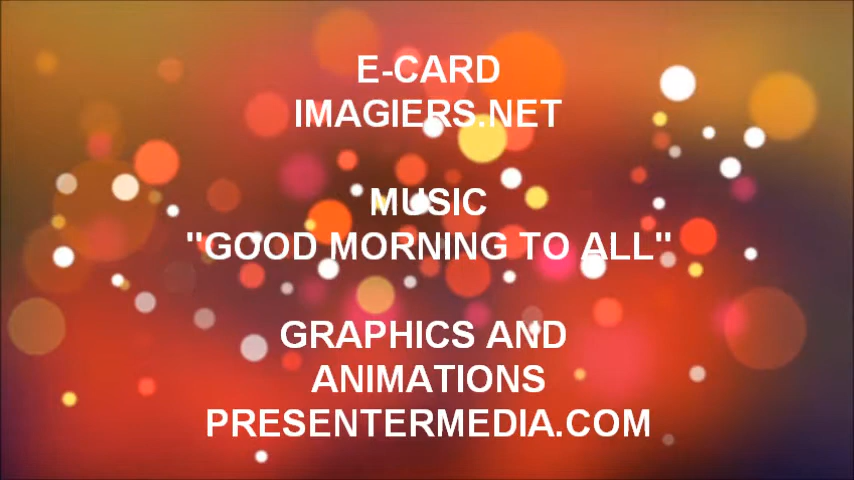 E-CARD
IMAGIERS.NET
MUSIC
"GOOD MORNING TO ALL"
GRAPHICS AND
ANIMATIONS
PRESENTERMEDIA.COM